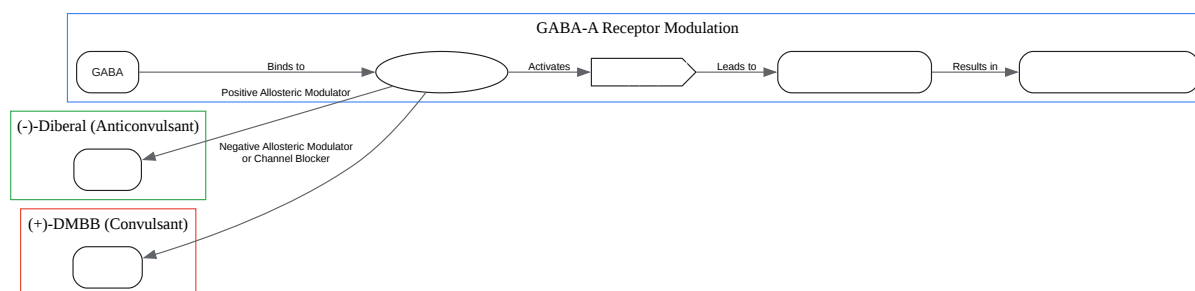 GABA-A Receptor Modulation
GABA
Binds to
Activates
Leads to
Results in
Positive Allosteric Modulator
(-)-Diberal (Anticonvulsant)
Negative Allosteric Modulator
or Channel Blocker
(+)-DMBB (Convulsant)